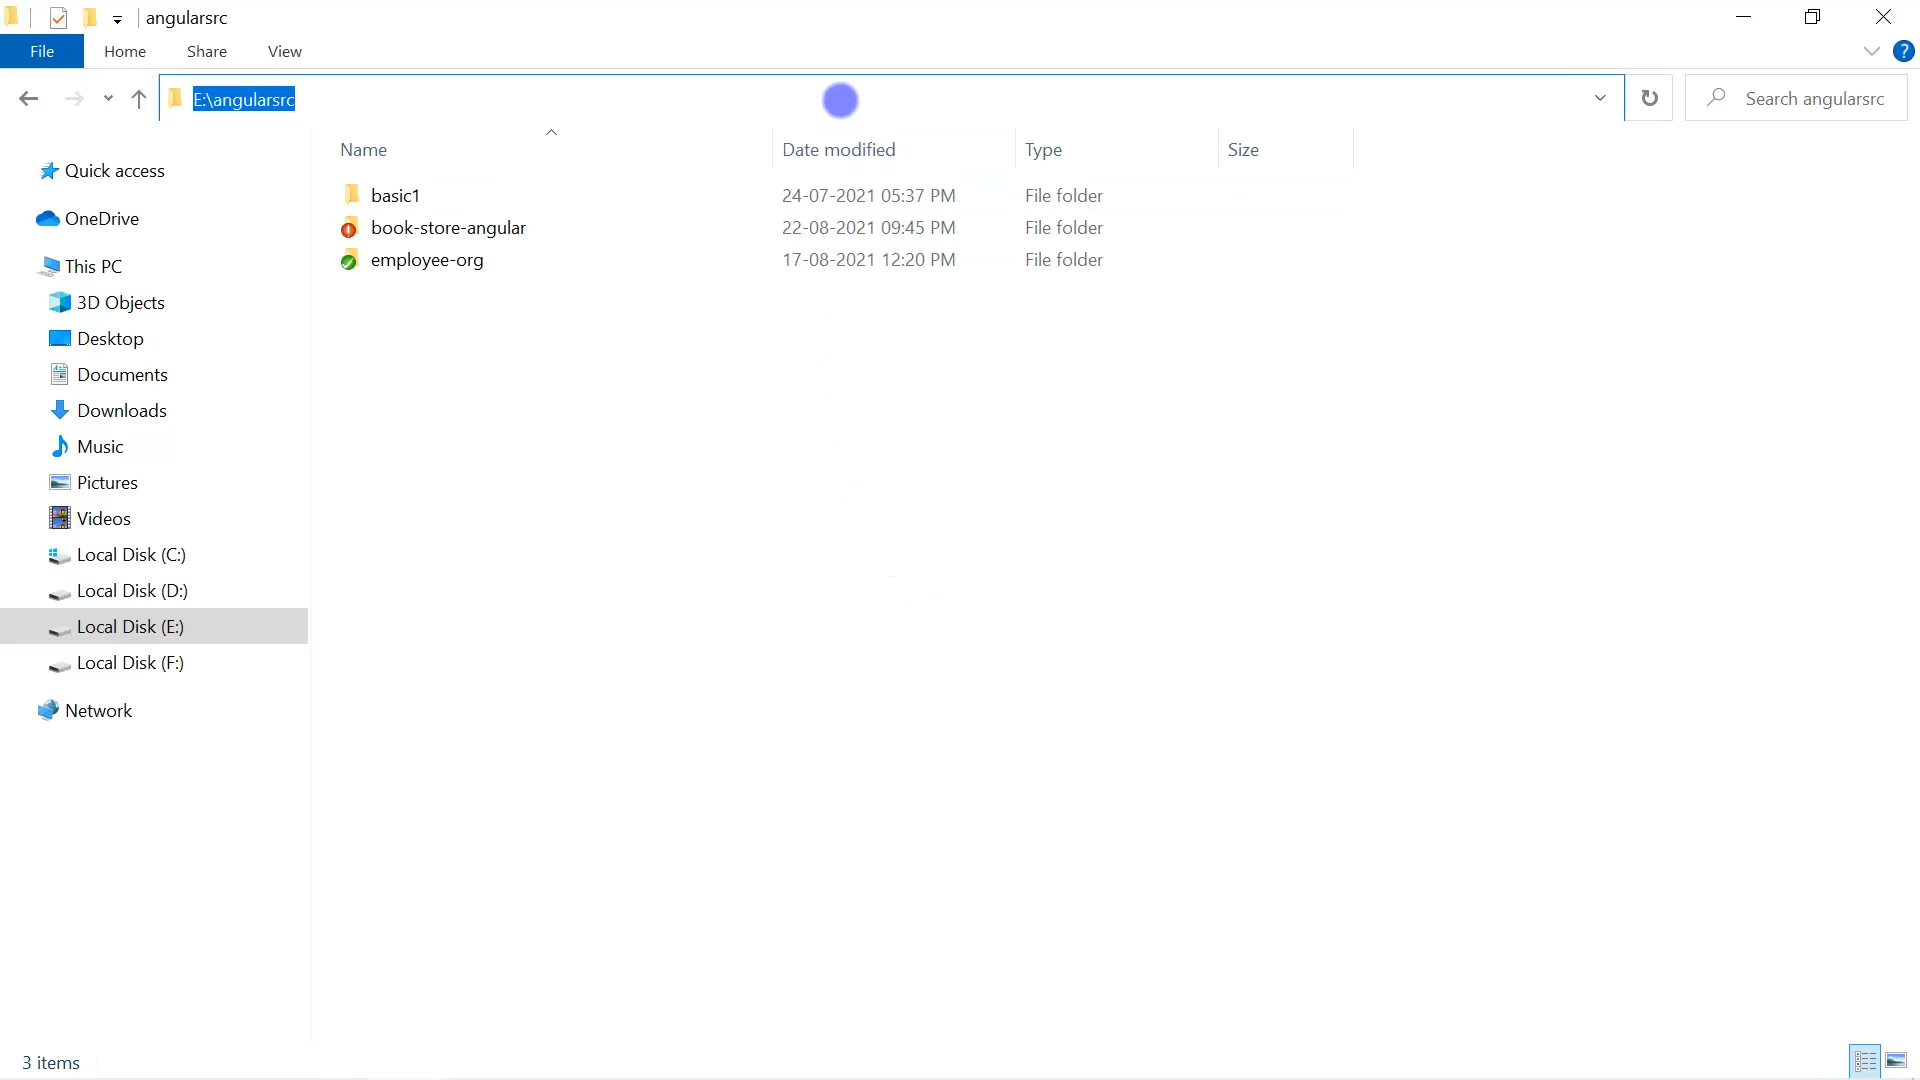 angularsrc
File Home Share View ?
E:\angularsrc Search angularsrc
Name Date modified Type Size
Quick access
OneDrive
This PC
3D Objects
Desktop
Documents
Downloads
Music
Pictures
Videos
Local Disk (C:)
Local Disk (D:)
Local Disk (E:)
Local Disk (F:)
Network
basic1 24-07-2021 05:37 PM File folder
book-store-angular 22-08-2021 09:45 PM File folder
employee-org 17-08-2021 12:20 PM File folder
3 items